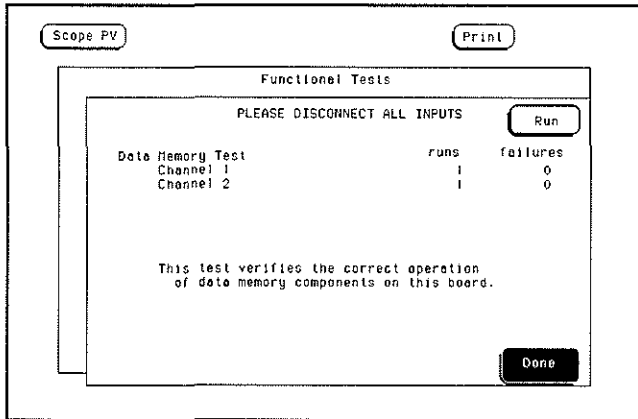 Scope PV Print
Functional Tests
PLEASE DISCONNECT ALL INPUTS Run
Data Memory Test runs failures
Channel 1 1 0
Channel 2 1 0
This test verifies the correct operation
of data memory components on this board.
Done